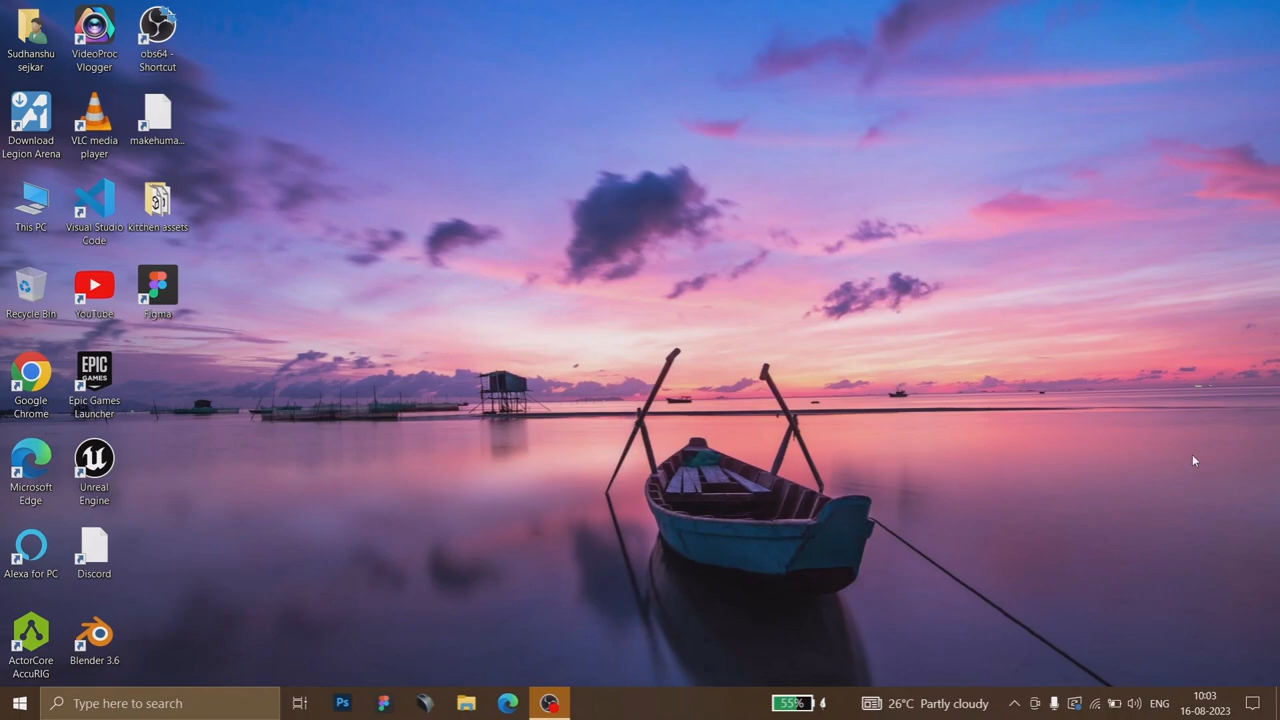 Sudhanshu
sejkar
VideoProc
Vlogger
obs64 -
Shortcut
Download
Legion Arena
VLC media
player
makehuma...
This PC
Visual Studio
Code
kitchen assets
Recycle Bin
YouTube
Figma
Google
Chrome
EPIC
GAMES
Epic Games
Launcher
Microsoft
Edge
Unreal
Engine
Alexa for PC
Discord
ActorCore
AccuRIG
Blender 3.6
Type here to search
Ps
55%
26°C Partly cloudy
ENG
10:03
16-08-2023